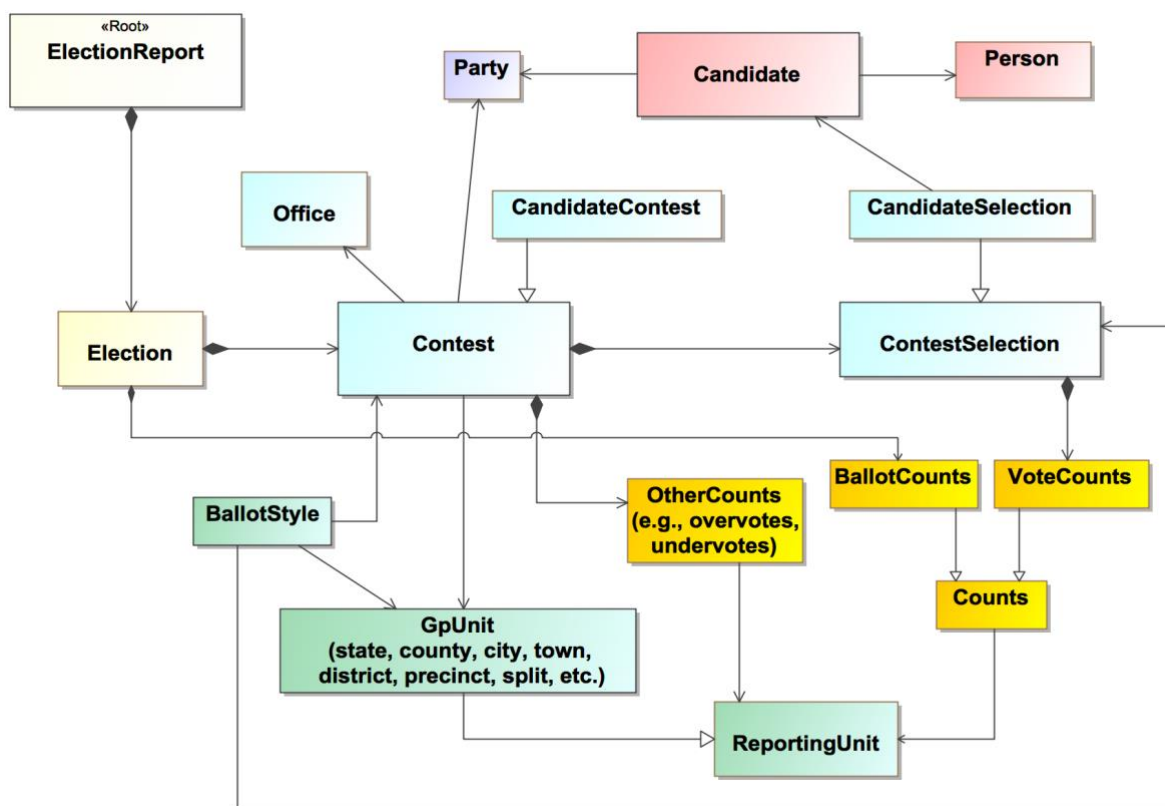 «Root»
ElectionReport
Party
Candidate
Person
Office
CandidateContest
CandidateSelection
Election
Contest
ContestSelection
BallotStyle
OtherCounts
(e.g., overvotes,
undervotes)
BallotCounts
VoteCounts
Counts
GpUnit
(state, county, city, town,
district, precinct, split, etc.)
ReportingUnit